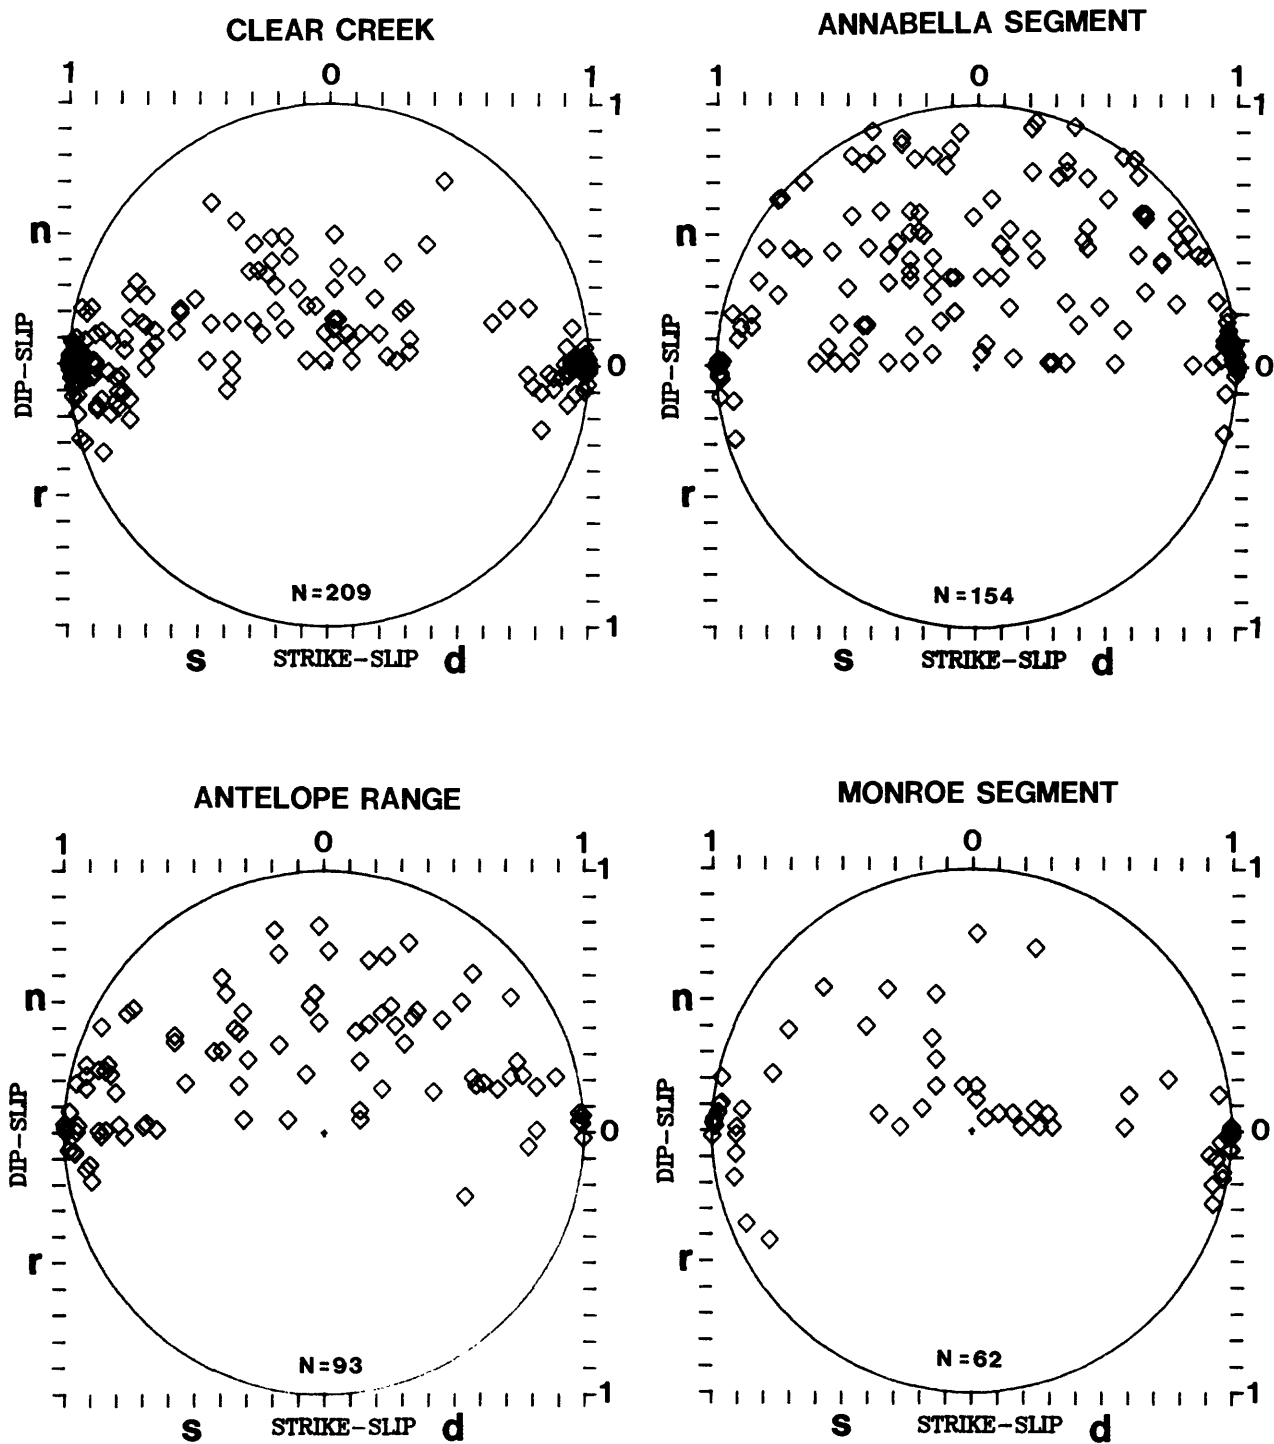 CLEAR CREEK
1 0 1
1
n
DIP-SLIP
0
r
N=209
1
s STRIKE-SLIP d
ANNABELLA SEGMENT
1 0 1
1
n
DIP-SLIP
0
r
N=154
1
s STRIKE-SLIP d
ANTELOPE RANGE
1 0 1
1
n
DIP-SLIP
0
r
N=93
1
s STRIKE-SLIP d
MONROE SEGMENT
1 0 1
1
n
DIP-SLIP
0
r
N=62
1
s STRIKE-SLIP d